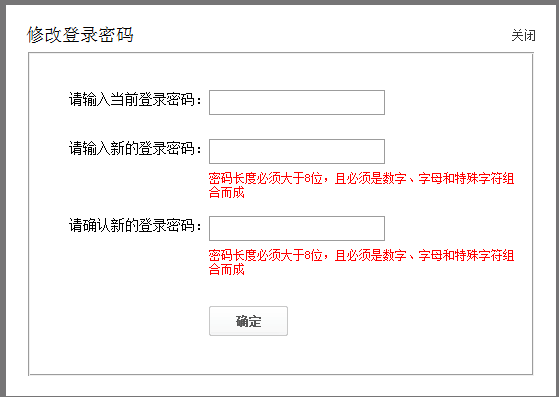 修改登录密码
关闭
请输入当前登录密码：
请输入新的登录密码：
密码长度必须大于8位，且必须是数字、字母和特殊字符组
合而成
请确认新的登录密码：
密码长度必须大于8位，且必须是数字、字母和特殊字符组
合而成
确定